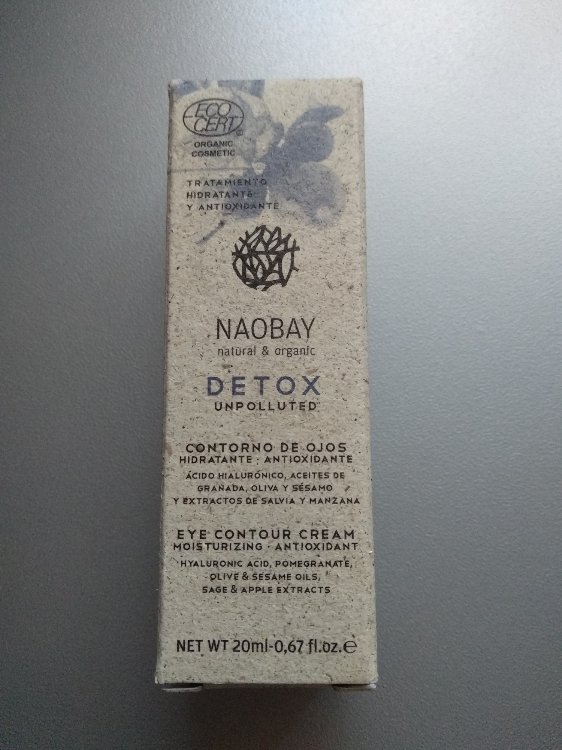 ECO
CERT®
ORGANIC
COSMETIC
TRATAMIENTO
HIDRATANTE
Y ANTIOXIDANTE
NAOBAY
natural & organic
DETOX
UNPOLLUTED
CONTORNO DE OJOS
HIDRATANTE · ANTIOXIDANTE
ÁCIDO HIALURÓNICO, ACEITES DE
GRANADA, OLIVA Y SÉSAMO
Y EXTRACTOS DE SALVIA Y MANZANA
EYE CONTOUR CREAM
MOISTURIZING · ANTIOXIDANT
HYALURONIC ACID, POMEGRANATE,
OLIVE & SESAME OILS,
SAGE & APPLE EXTRACTS
NET WT 20ml-0,67 fl.oz.℮